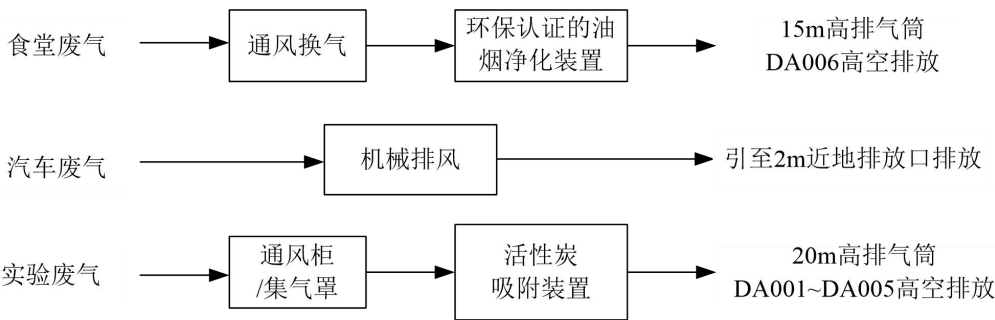 食堂废气
通风换气
环保认证的油
烟净化装置
15m高排气筒
DA006高空排放
汽车废气
机械排风
引至2m近地排放口排放
实验废气
通风柜
/集气罩
活性炭
吸附装置
20m高排气筒
DA001~DA005高空排放